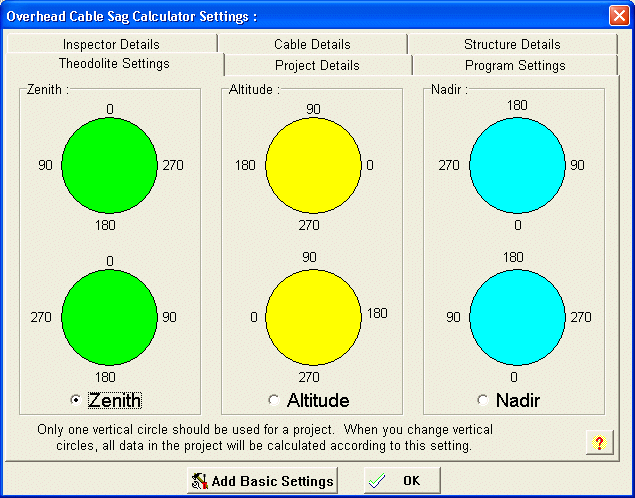 Overhead Cable Sag Calculator Settings :
Inspector Details
Cable Details
Structure Details
Theodolite Settings
Project Details
Program Settings
Zenith :
0
90
270
180
0
270
90
180
Zenith
Altitude :
90
180
0
270
90
0
180
270
Altitude
Nadir :
180
270
90
0
180
90
270
0
Nadir
Only one vertical circle should be used for a project. When you change vertical
circles, all data in the project will be calculated according to this setting.
?
Add Basic Settings
OK